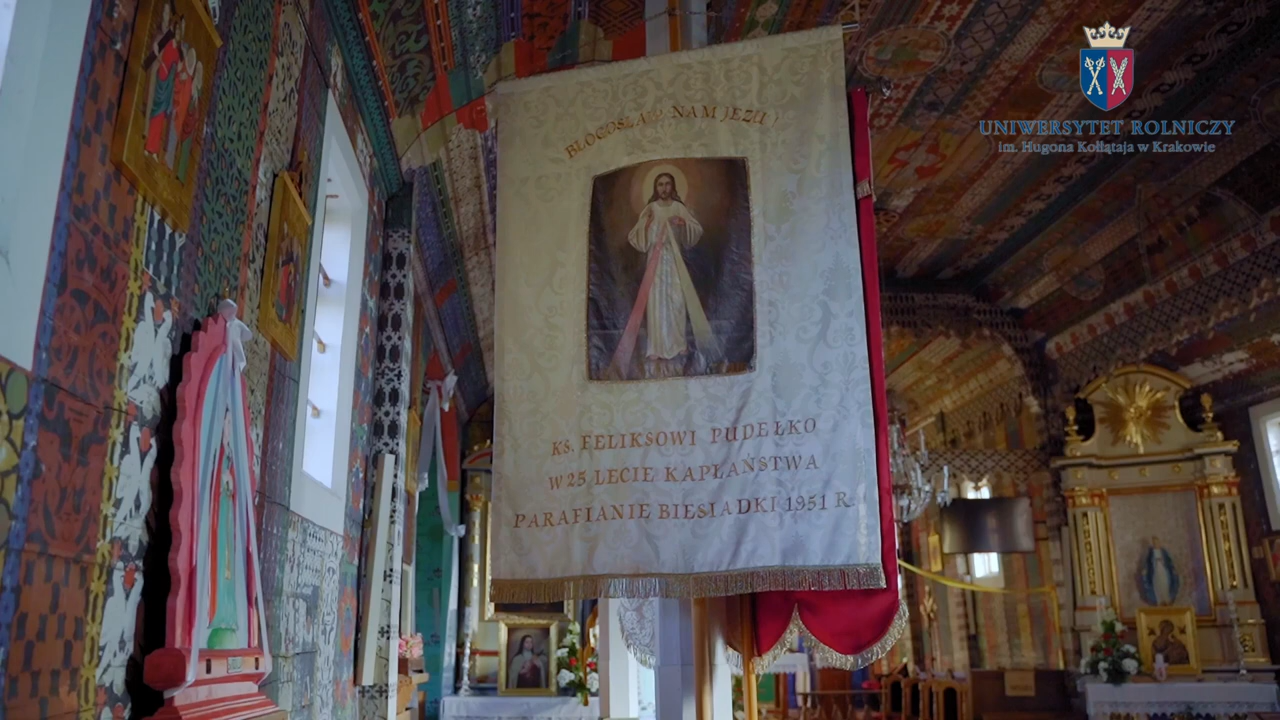 BŁOGOSŁAW NAM JEZU!
KS. FELIKSOWI PUDEŁKO
W 25 LECIE KAPŁAŃSTWA
PARAFIANIE BIESIADKI 1951 R.
UNIWERSYTET ROLNICZY
im. Hugona Kołłątaja w Krakowie